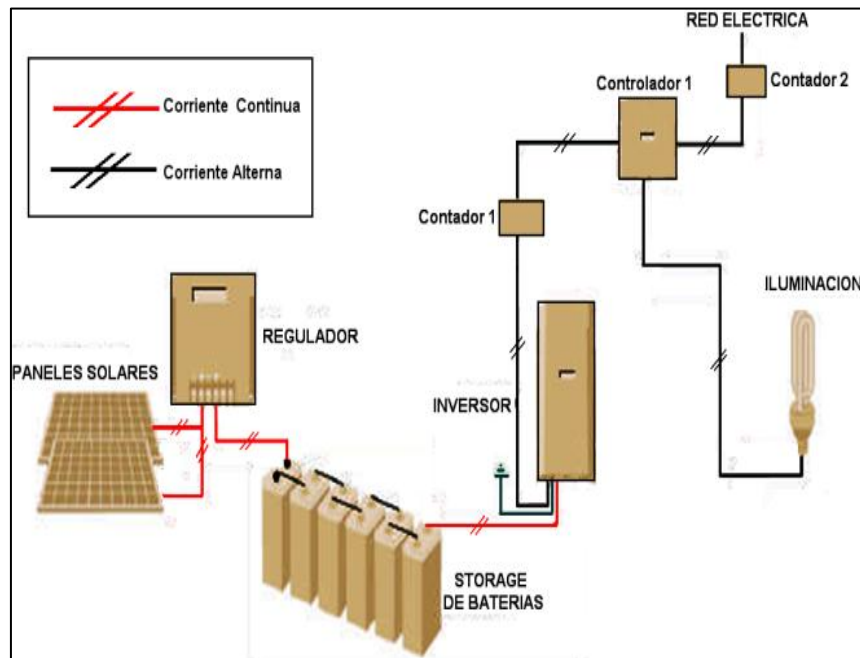 RED ELECTRICA
Controlador 1
Contador 2
Corriente Continua
Corriente Alterna
Contador 1
ILUMINACION
REGULADOR
PANELES SOLARES
INVERSOR
STORAGE
DE BATERIAS